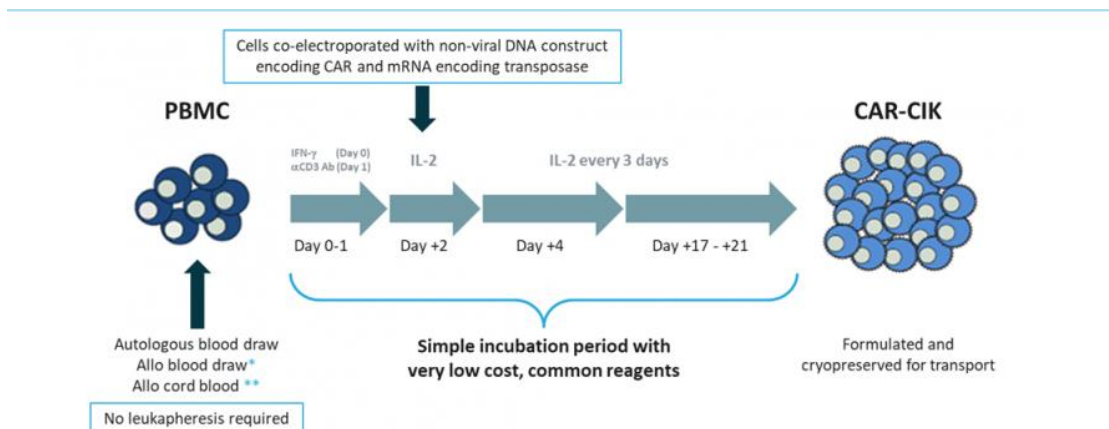 Cells co-electroporated with non-viral DNA construct
encoding CAR and mRNA encoding transposase
PBMC
CAR-CIK
IFN-γ (Day 0)
αCD3 Ab (Day 1)
IL-2
IL-2 every 3 days
Day 0-1
Day +2
Day +4
Day +17 - +21
Autologous blood draw
Allo blood draw*
Allo cord blood **
No leukapheresis required
Simple incubation period with
very low cost, common reagents
Formulated and
cryopreserved for transport